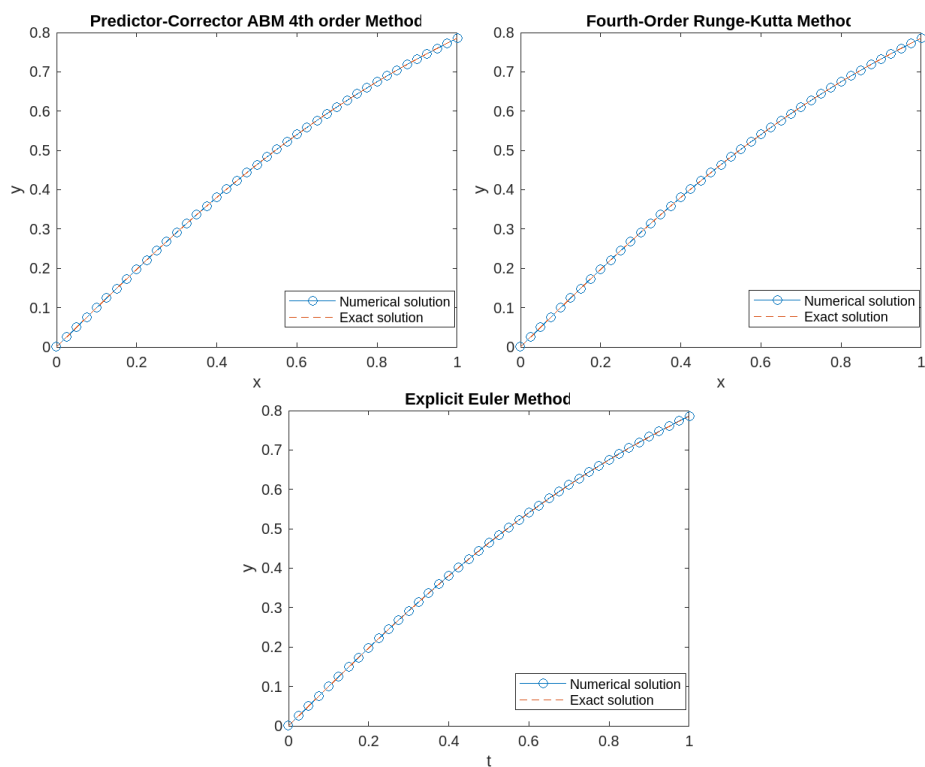 Predictor-Corrector ABM 4th order Method
0.8
0.7
0.6
0.5
0.4
0.3
0.2
0.1
0
y
Numerical solution
Exact solution
0 0.2 0.4 0.6 0.8 1
x
Fourth-Order Runge-Kutta Method
0.8
0.7
0.6
0.5
0.4
0.3
0.2
0.1
0
y
Numerical solution
Exact solution
0 0.2 0.4 0.6 0.8 1
x
Explicit Euler Method
0.8
0.7
0.6
0.5
0.4
0.3
0.2
0.1
0
y
Numerical solution
Exact solution
0 0.2 0.4 0.6 0.8 1
t